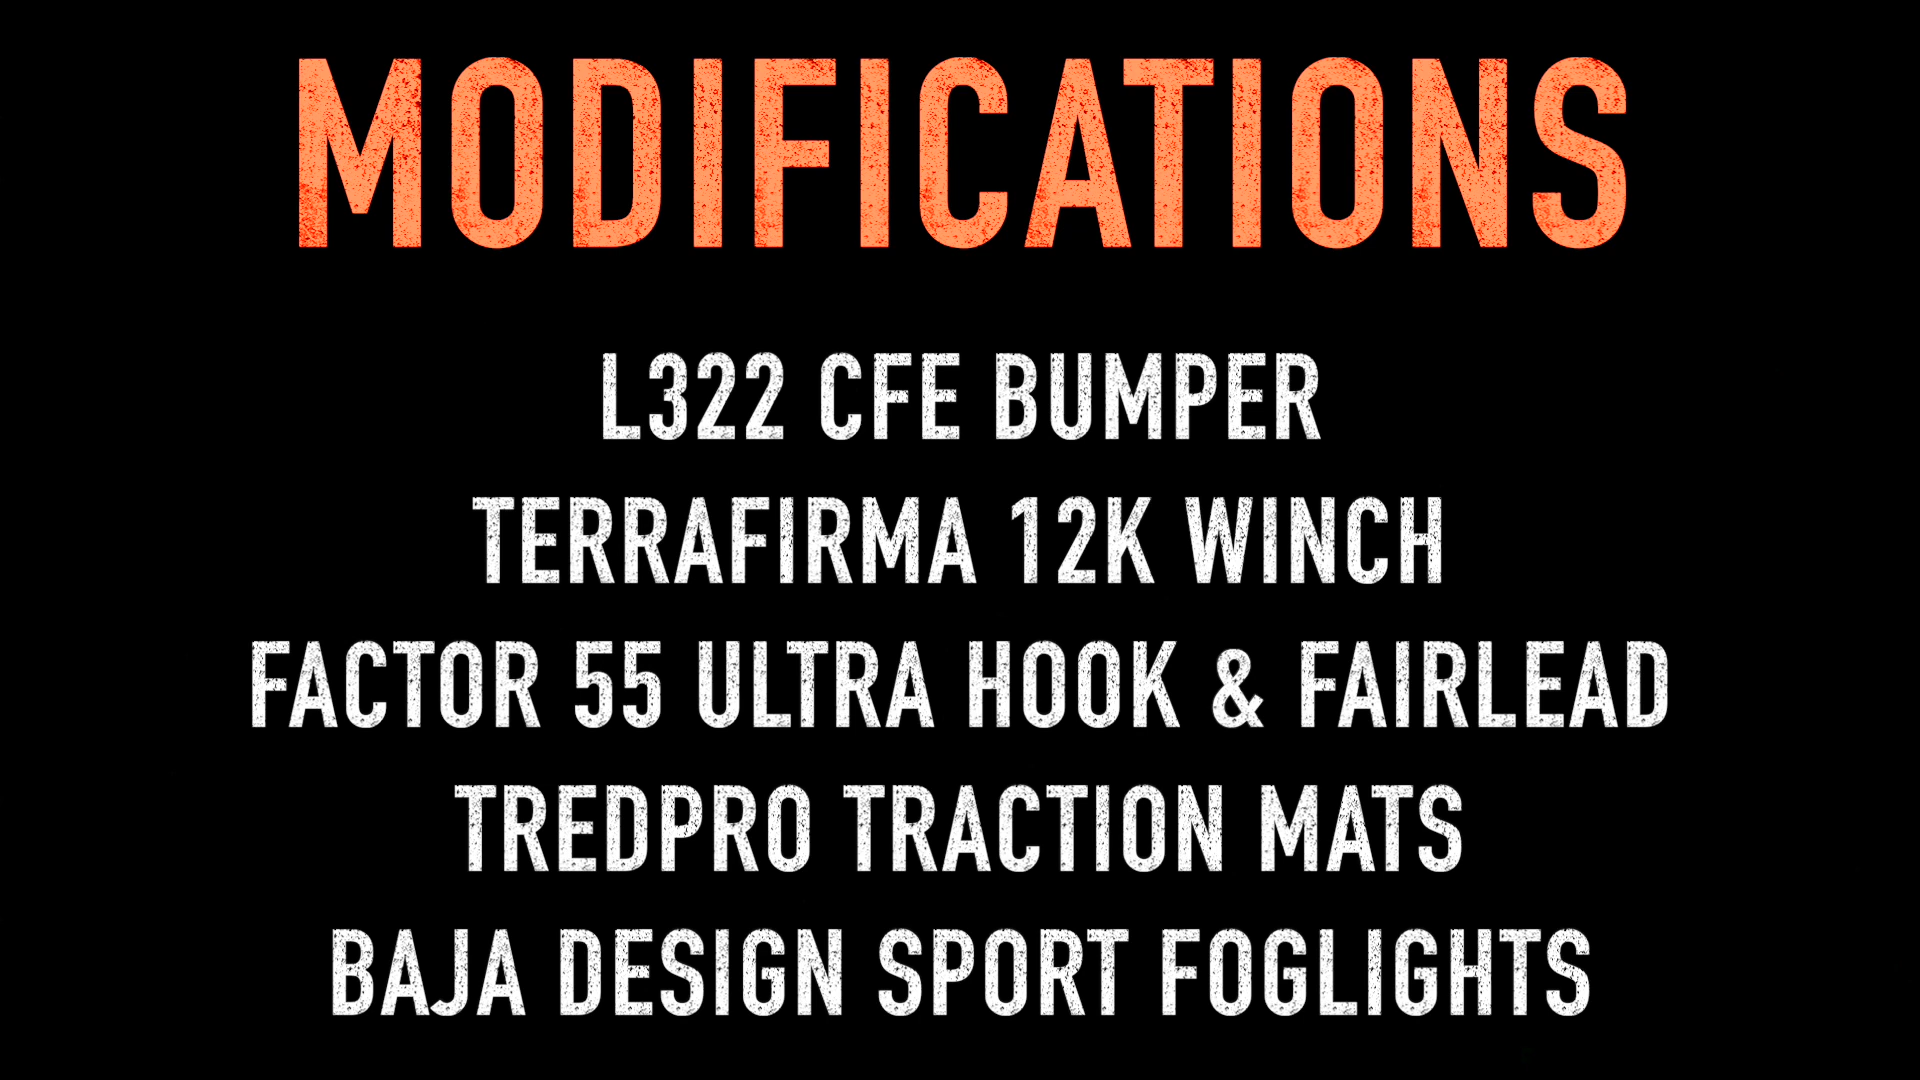 MODIFICATIONS
L322 CFE BUMPER
TERRAFIRMA 12K WINCH
FACTOR 55 ULTRA HOOK & FAIRLEAD
TREDPRO TRACTION MATS
BAJA DESIGN SPORT FOGLIGHTS